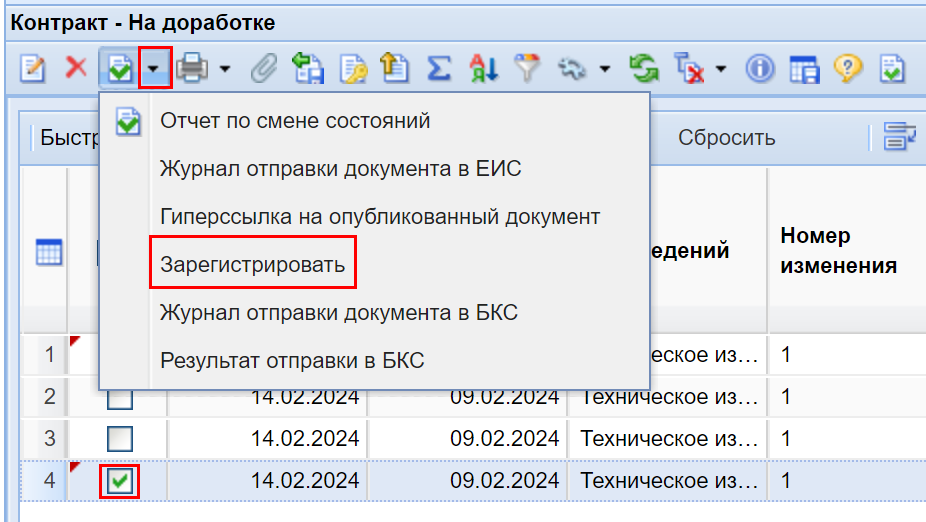 Контракт - На доработке
Отчет по смене состояний
Журнал отправки документа в ЕИС
Гиперссылка на опубликованный документ
Зарегистрировать
Журнал отправки документа в БКС
Результат отправки в БКС
Сбросить
Номер
изменения
1 из... 1
2 14.02.2024 09.02.2024 Техническое из... 1
3 14.02.2024 09.02.2024 Техническое из... 1
4 14.02.2024 09.02.2024 Техническое из... 1